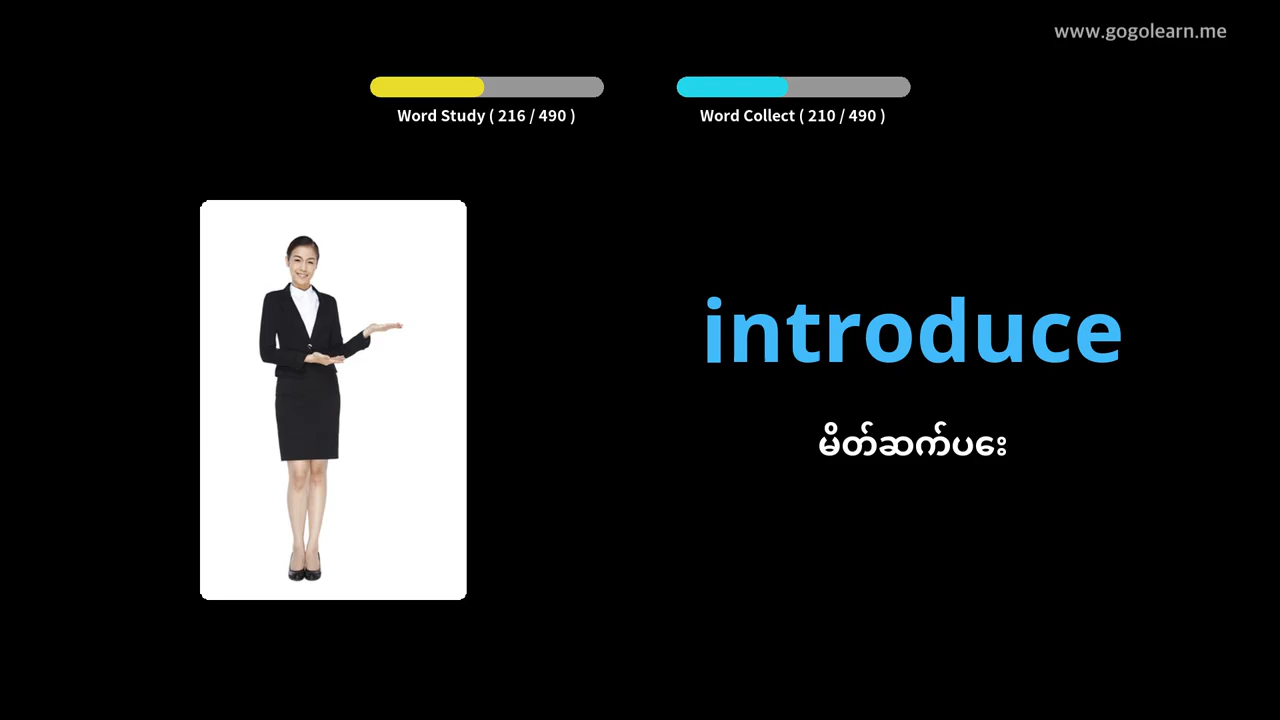 www.gogolearn.me
Word Study ( 216 / 490 )
Word Collect ( 210 / 490 )
introduce
မိတ်ဆက်ပေး